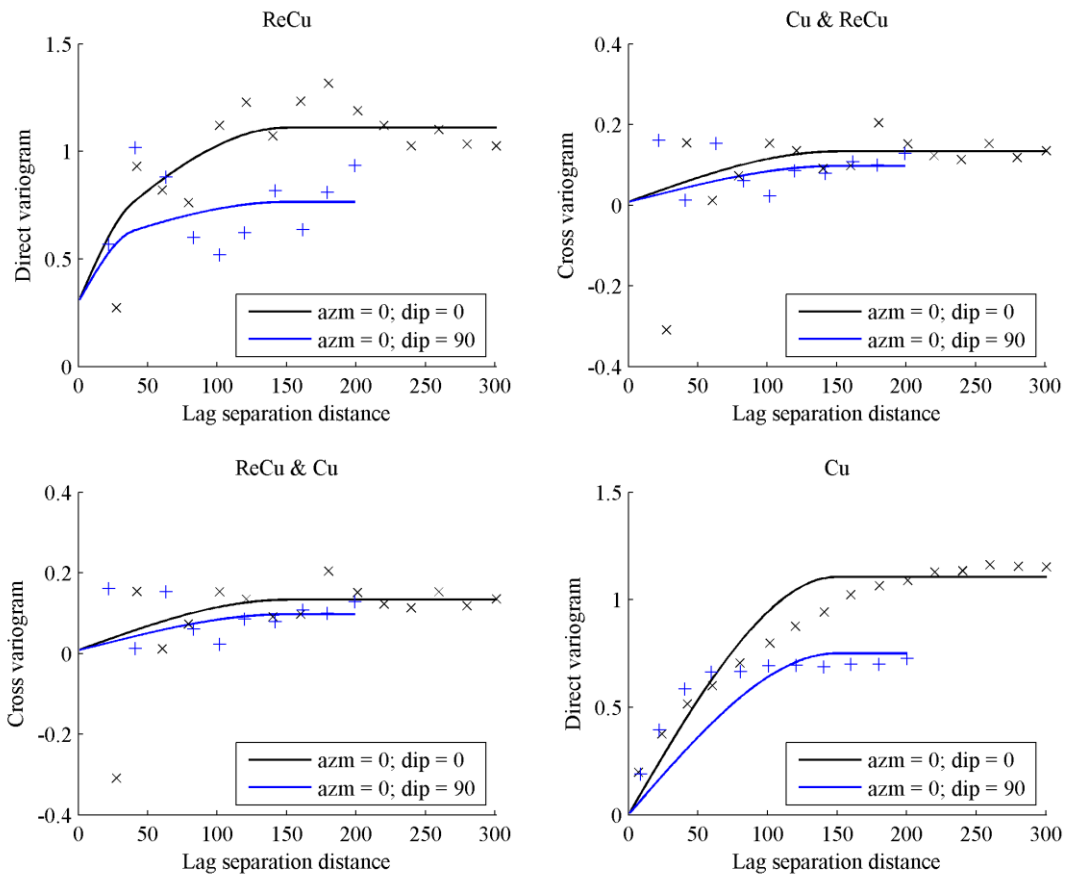 ReCu
1.5
1
0.5
0
Direct variogram
azm = 0; dip = 0
azm = 0; dip = 90
0 50 100 150 200 250 300
Lag separation distance
Cu & ReCu
0.4
0.2
0
-0.2
-0.4
Cross variogram
azm = 0; dip = 0
azm = 0; dip = 90
0 50 100 150 200 250 300
Lag separation distance
ReCu & Cu
0.4
0.2
0
-0.2
-0.4
Cross variogram
azm = 0; dip = 0
azm = 0; dip = 90
0 50 100 150 200 250 300
Lag separation distance
Cu
1.5
1
0.5
0
Direct variogram
azm = 0; dip = 0
azm = 0; dip = 90
0 50 100 150 200 250 300
Lag separation distance